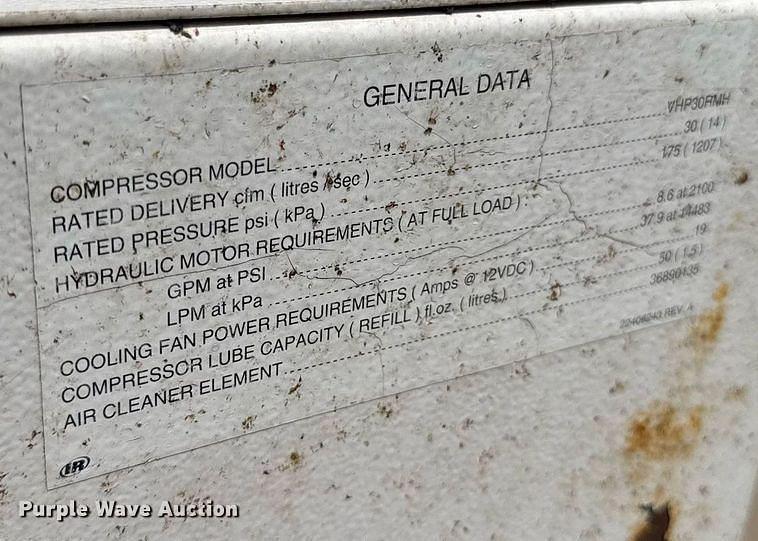 GENERAL DATA
COMPRESSOR MODEL VHP30RMH
RATED DELIVERY cfm ( litres / sec ) 30 ( 14 )
RATED PRESSURE psi ( kPa ) 175 ( 1207 )
HYDRAULIC MOTOR REQUIREMENTS ( AT FULL LOAD )
GPM at PSI 8.6 at 2100
LPM at kPa 37.9 at 14483
COOLING FAN POWER REQUIREMENTS ( Amps @ 12VDC ) 19
COMPRESSOR LUBE CAPACITY ( REFILL ) fl.oz. ( litres ) 50 ( 1.5 )
AIR CLEANER ELEMENT 36890135
22406243 REV. A
IR
Purple Wave Auction